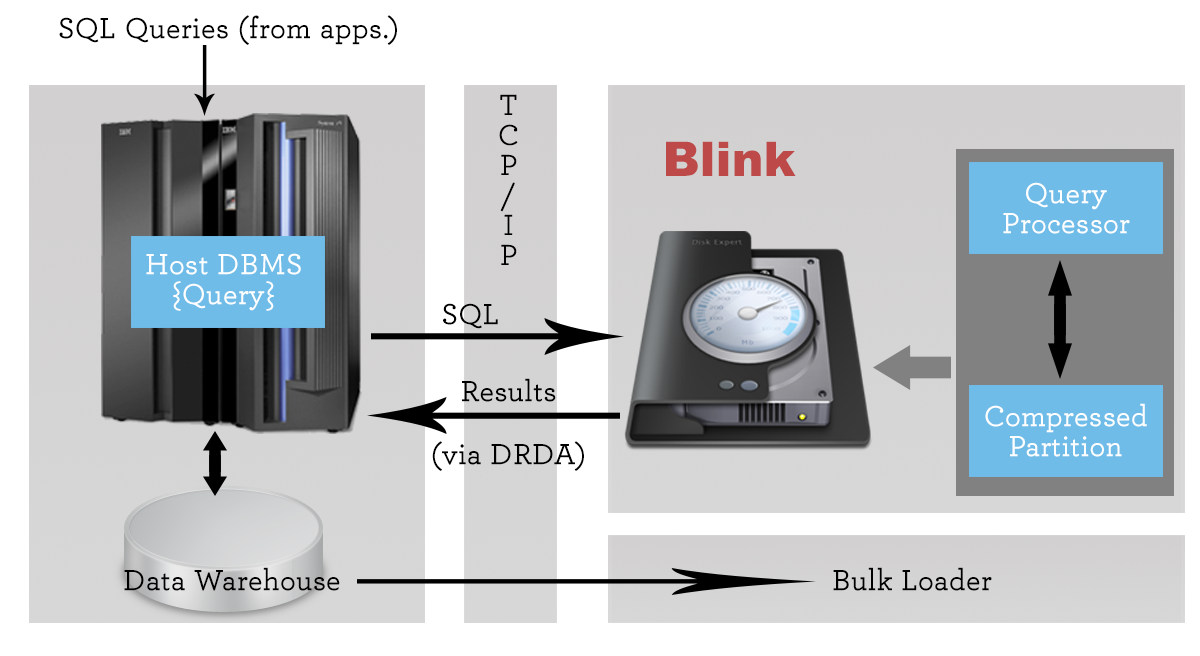 SQL Queries (from apps.)
T
C
P
/
I
P
IBM
IBM
Host DBMS
{Query}
SQL
Results
(via DRDA)
Data Warehouse
Blink
Disk Expert
Query
Processor
Compressed
Partition
Bulk Loader